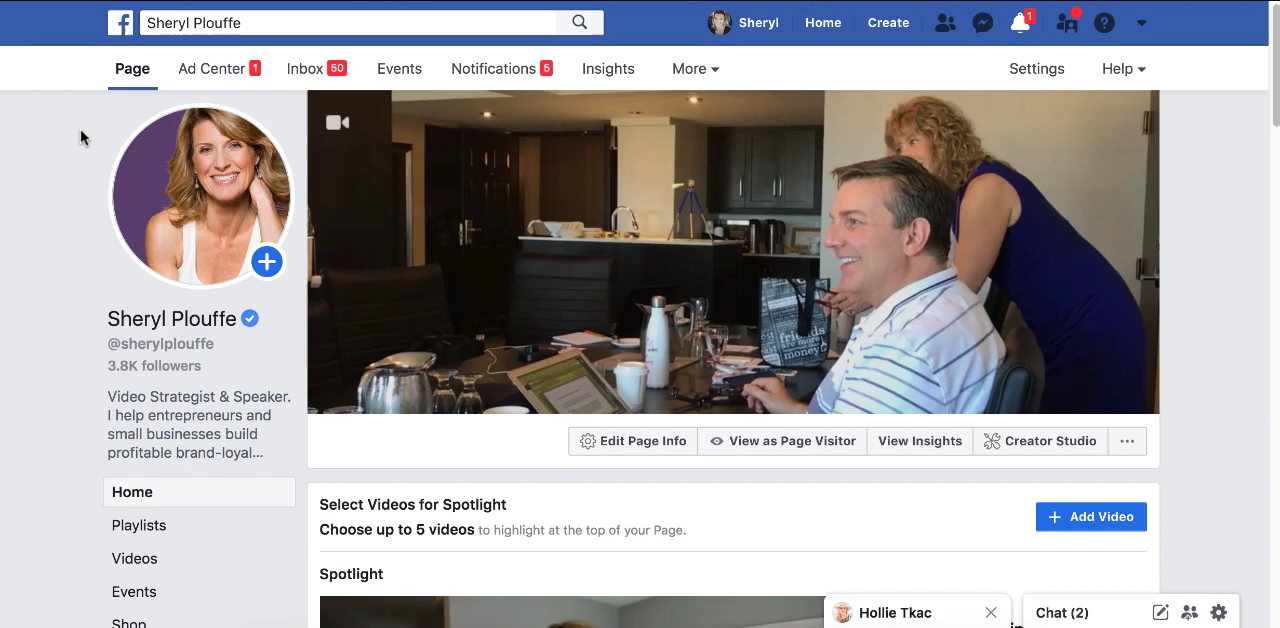 Sheryl Plouffe
Sheryl
Home
Create
1
Page
Ad Center 1
Inbox 50
Events
Notifications 5
Insights
More
Settings
Help
friends
are more
money
Sheryl Plouffe
@sherylplouffe
3.8K followers
Video Strategist & Speaker.
I help entrepreneurs and
small businesses build
profitable brand-loyal...
Edit Page Info
View as Page Visitor
View Insights
Creator Studio
Home
Playlists
Videos
Events
Shop
Select Videos for Spotlight
Choose up to 5 videos to highlight at the top of your Page.
+ Add Video
Spotlight
Hollie Tkac
Chat (2)